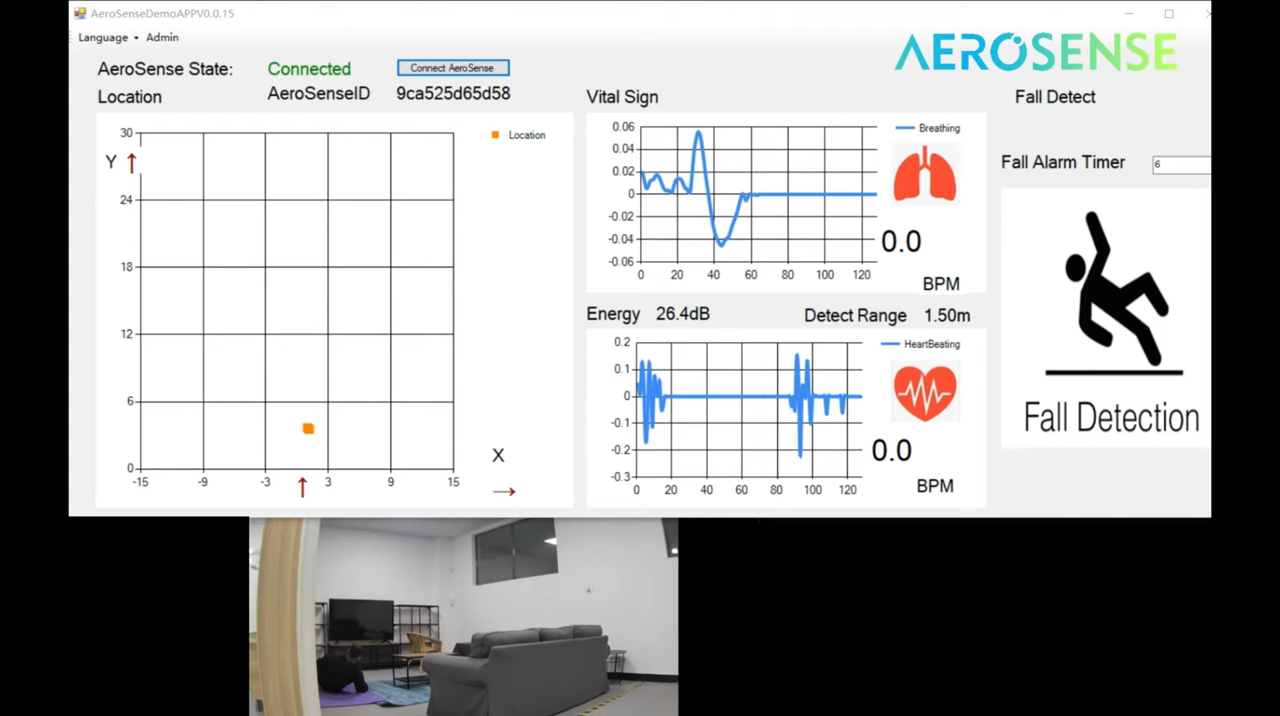 AeroSenseDemoAPPV0.0.15
Language Admin
AEROSENSE
AeroSense State: Connected Connect AeroSense
Location AeroSenseID 9ca525d65d58
Vital Sign
Fall Detect
Location
30
24
18
12
6
0
Y
-15 -9 -3 3 9 15
X
Breathing
0.06
0.04
0.02
0
-0.02
-0.04
-0.06
0 20 40 60 80 100 120
0.0
BPM
Energy 26.4dB Detect Range 1.50m
HeartBeating
0.2
0.1
0
-0.1
-0.2
-0.3
0 20 40 60 80 100 120
0.0
BPM
Fall Alarm Timer 6
Fall Detection